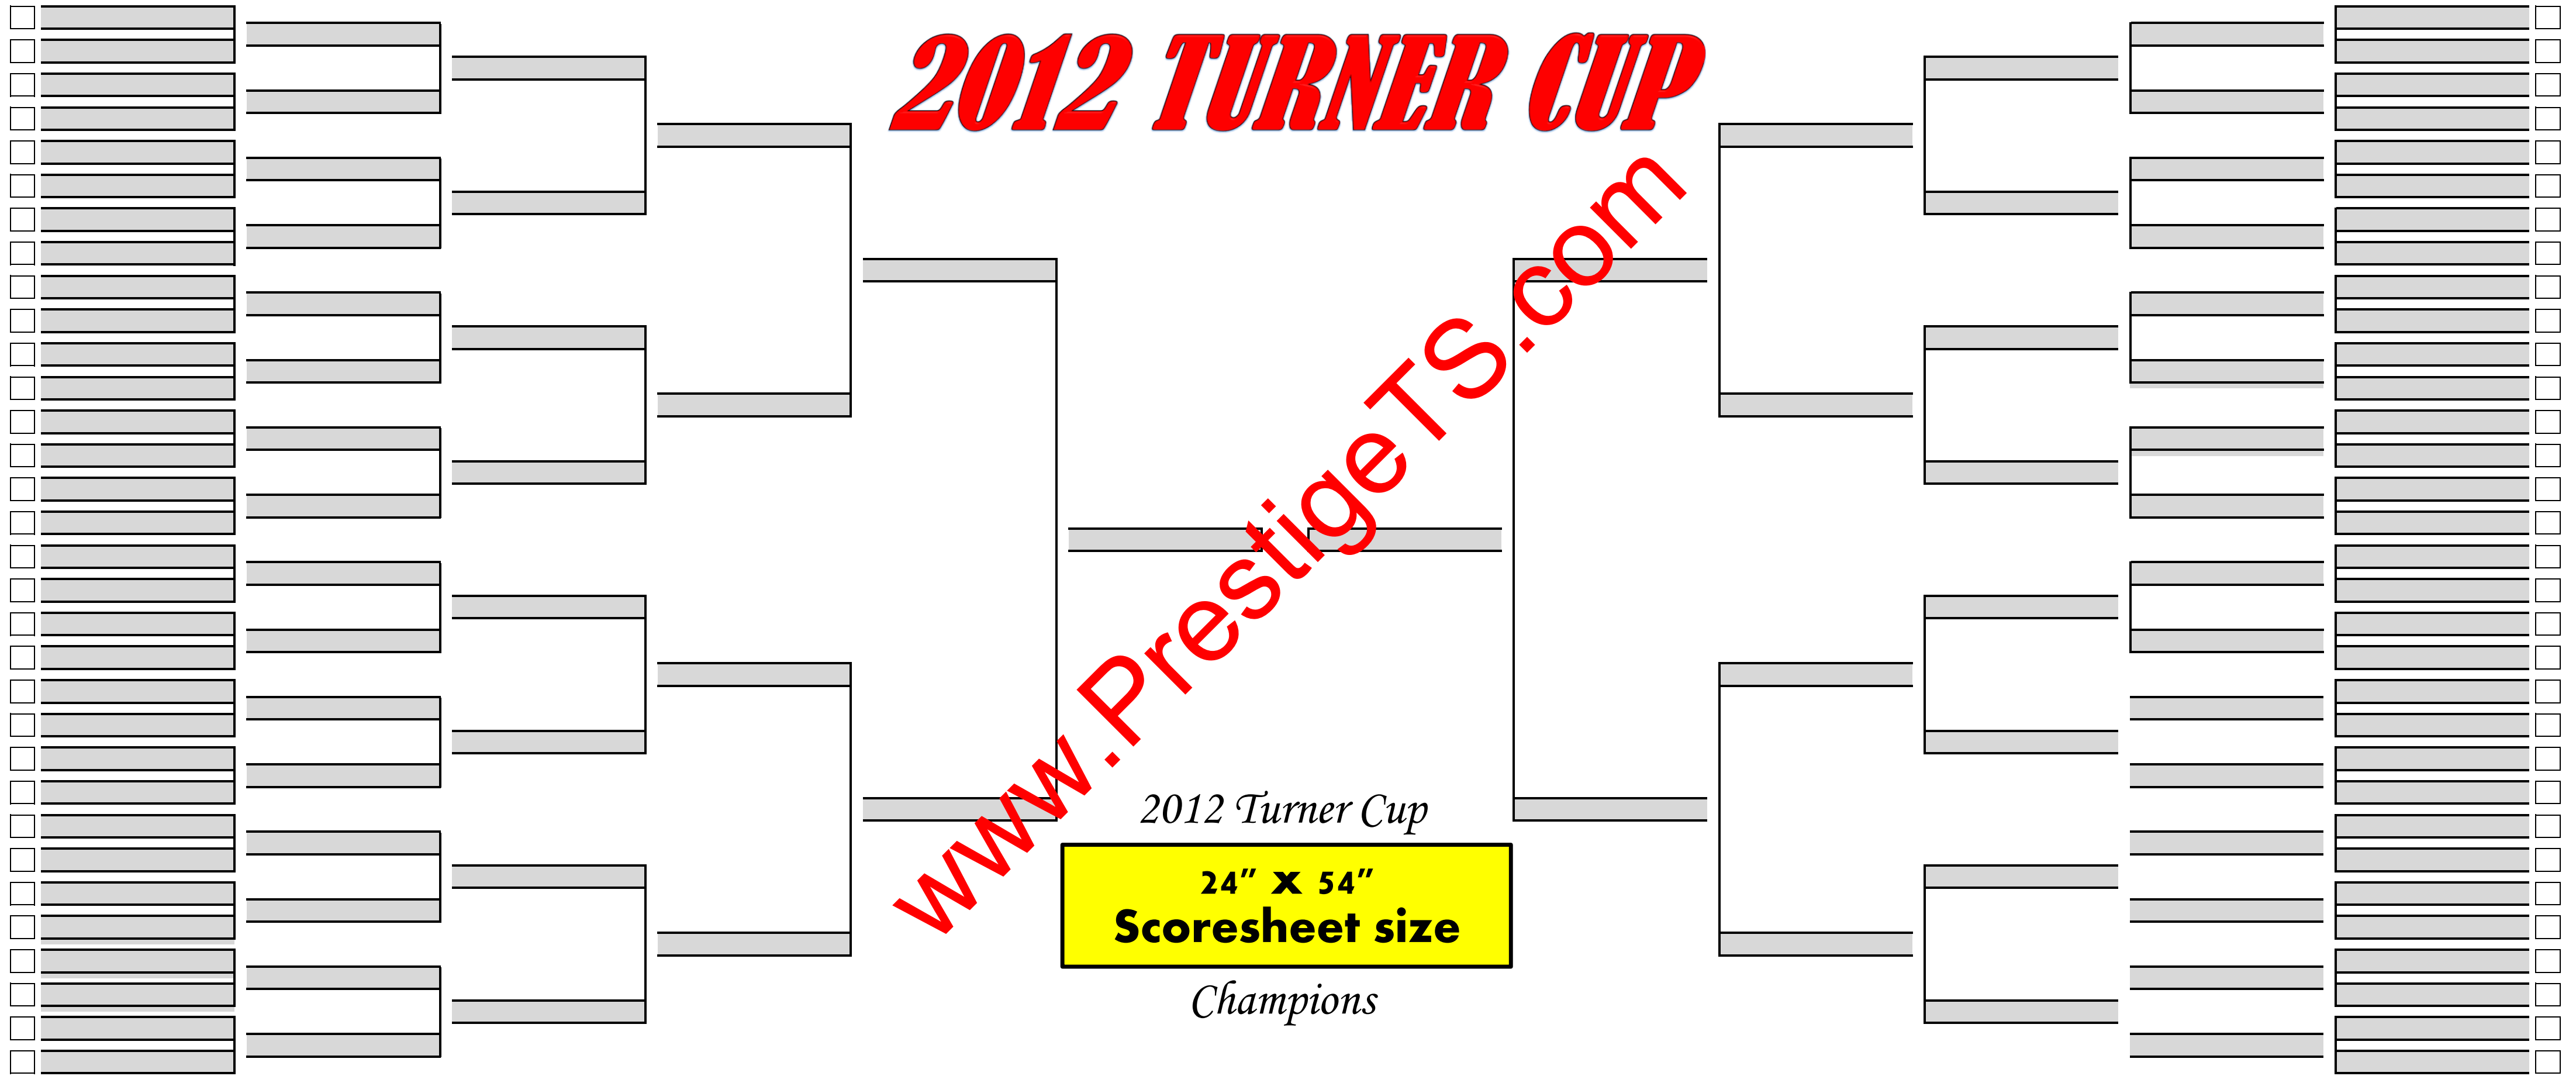 2012 TURNER CUP
www.PrestigeTS.com
2012 Turner Cup
24” x 54”
Scoresheet size
Champions